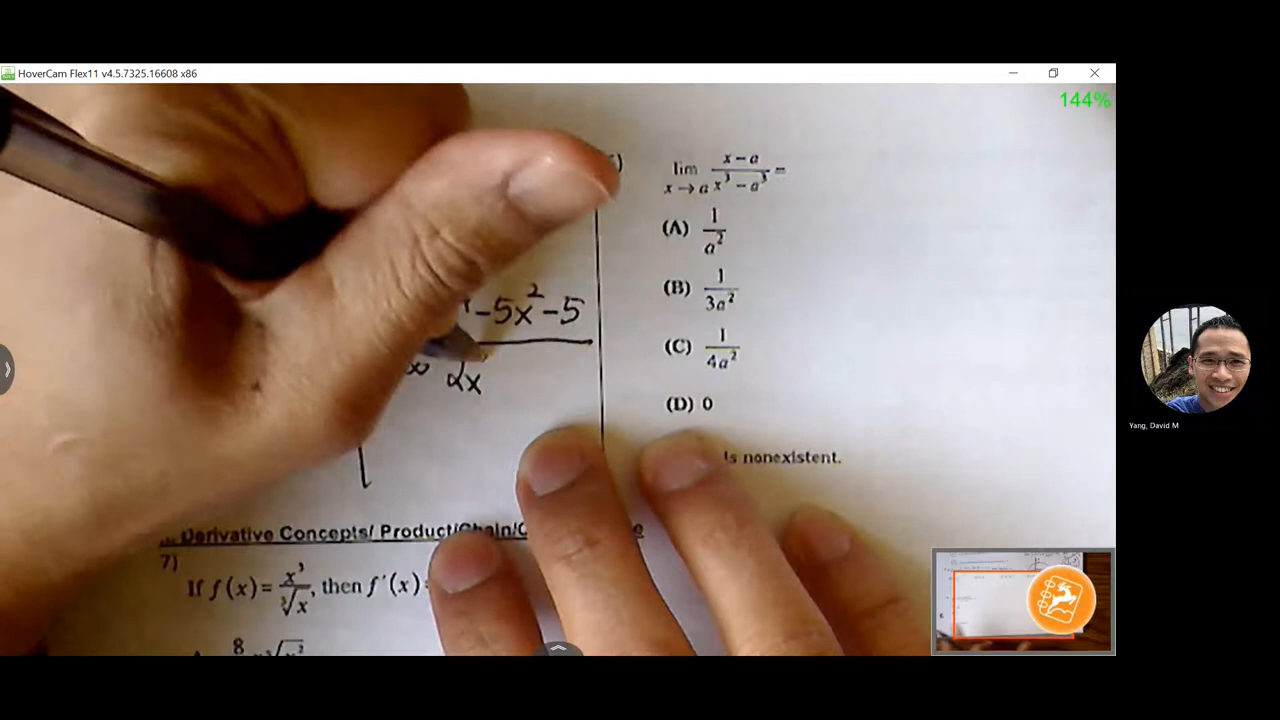 HoverCam Flex11 v4.5.7325.16608 x86
144%
lim x→a (x-a)/(x³-a³) =
(A) 1/a²
(B) 1/3a²
(C) 1/4a²
(D) 0
is nonexistent.
-5x²-5
2x
Derivative Concepts/ Product/Chain/
7)
If f(x) = x³/∛x, then f'(x)
Yang, David M